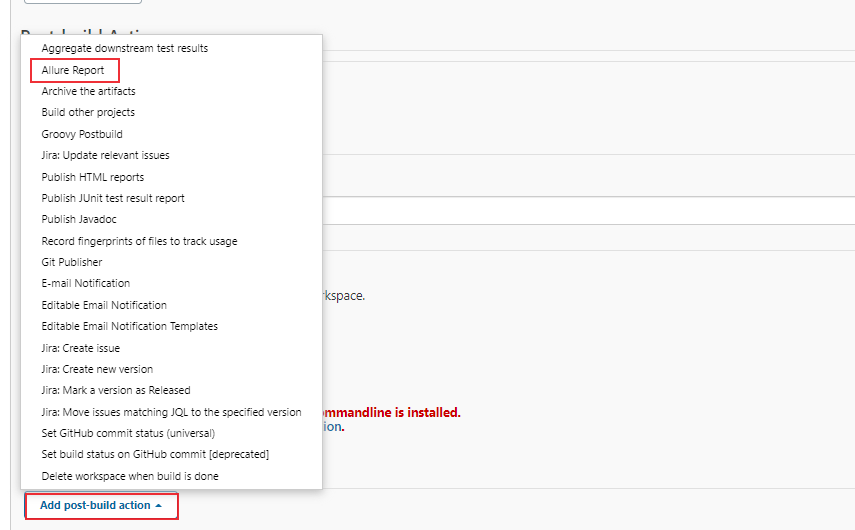 Aggregate downstream test results
Allure Report
Archive the artifacts
Build other projects
Groovy Postbuild
Jira: Update relevant issues
Publish HTML reports
Publish JUnit test result report
Publish Javadoc
Record fingerprints of files to track usage
Git Publisher
E-mail Notification
kspace.
Editable Email Notification
Editable Email Notification Templates
Jira: Create issue
Jira: Create new version
Jira: Mark a version as Released
Jira: Move issues matching JQL to the specified version
mmandline is installed.
ion.
Set GitHub commit status (universal)
Set build status on GitHub commit [deprecated]
Delete workspace when build is done
Add post-build action